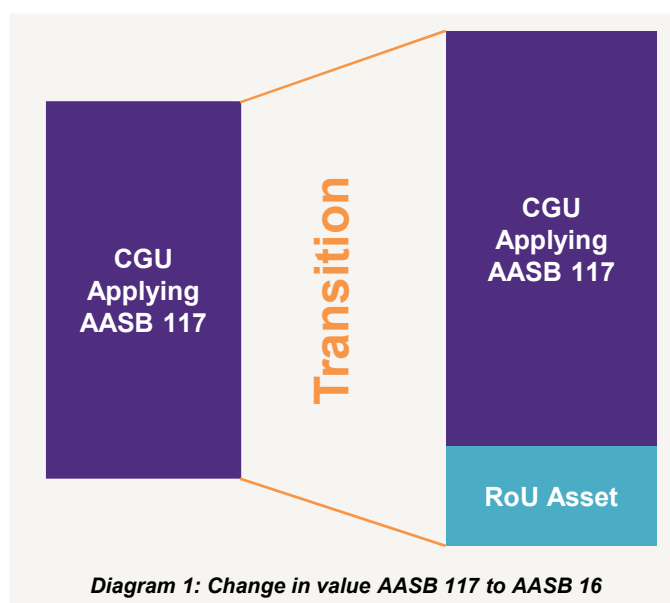 CGU
Applying
AASB 117
Transition
CGU
Applying
AASB 117
RoU Asset
Diagram 1: Change in value AASB 117 to AASB 16